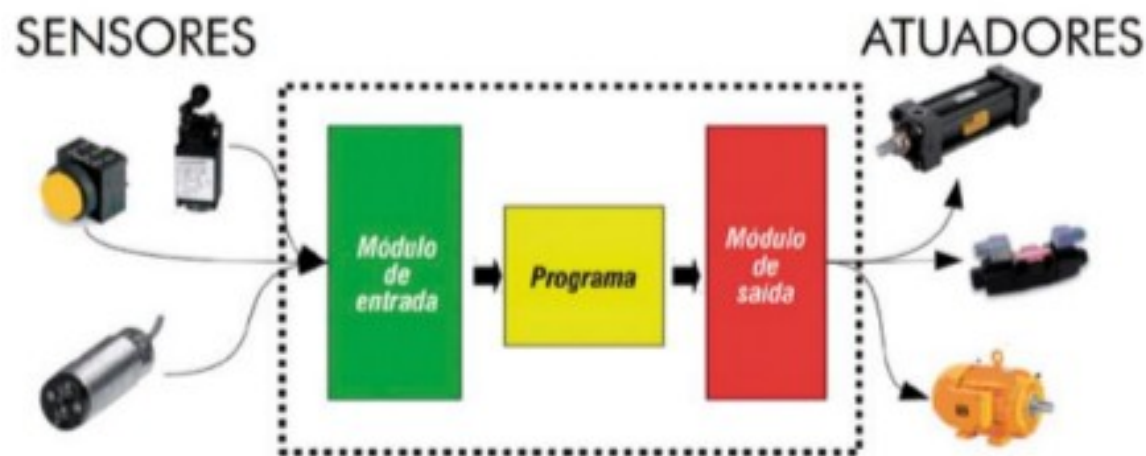 SENSORES
ATUADORES
Módulo
de
entrada
Programa
Módulo
de
saída